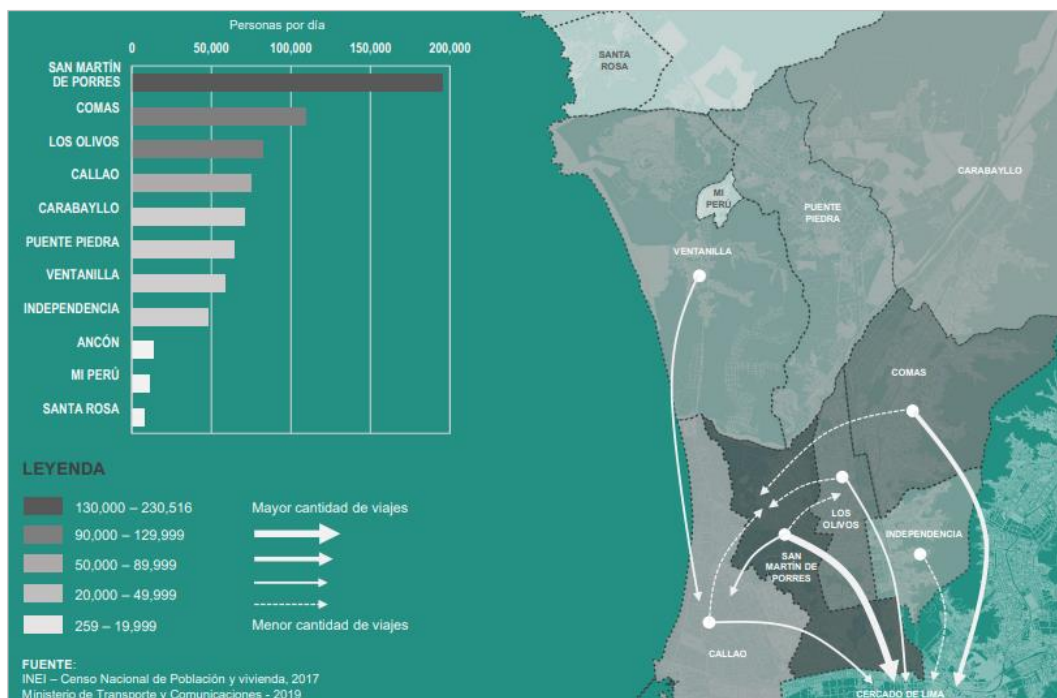 Personas por día
0 50,000 100,000 150,000 200,000
SAN MARTÍN
DE PORRES
COMAS
LOS OLIVOS
CALLAO
CARABAYLLO
PUENTE PIEDRA
VENTANILLA
INDEPENDENCIA
ANCÓN
MI PERÚ
SANTA ROSA
LEYENDA
130,000 – 230,516
90,000 – 129,999
50,000 – 89,999
20,000 – 49,999
259 – 19,999
Mayor cantidad de viajes
Menor cantidad de viajes
FUENTE:
INEI – Censo Nacional de Población y vivienda, 2017
Ministerio de Transporte y Comunicaciones - 2019
SANTA
ROSA
CARABAYLLO
MI
PERÚ
PUENTE
PIEDRA
VENTANILLA
COMAS
LOS
OLIVOS
INDEPENDENCIA
SAN
MARTÍN DE
PORRES
CALLAO
CERCADO DE LIMA